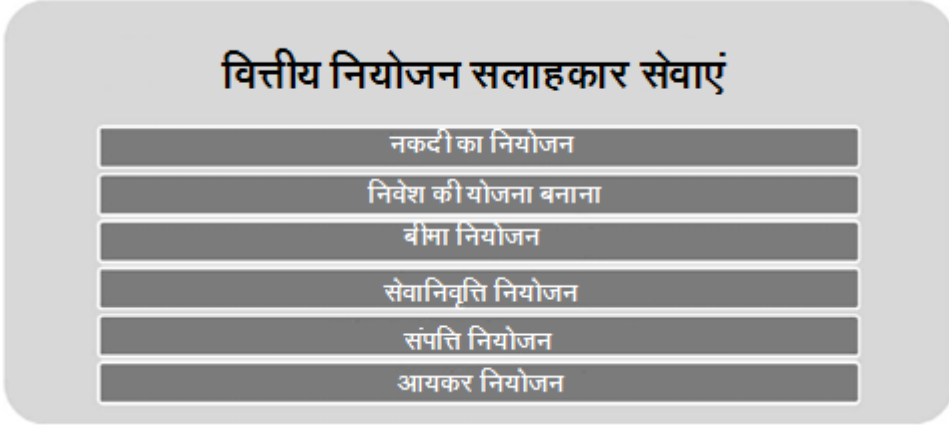 वित्तीय नियोजन सलाहकार सेवाएं
नकदी का नियोजन
निवेश की योजना बनाना
बीमा नियोजन
सेवानिवृत्ति नियोजन
संपत्ति नियोजन
आयकर नियोजन